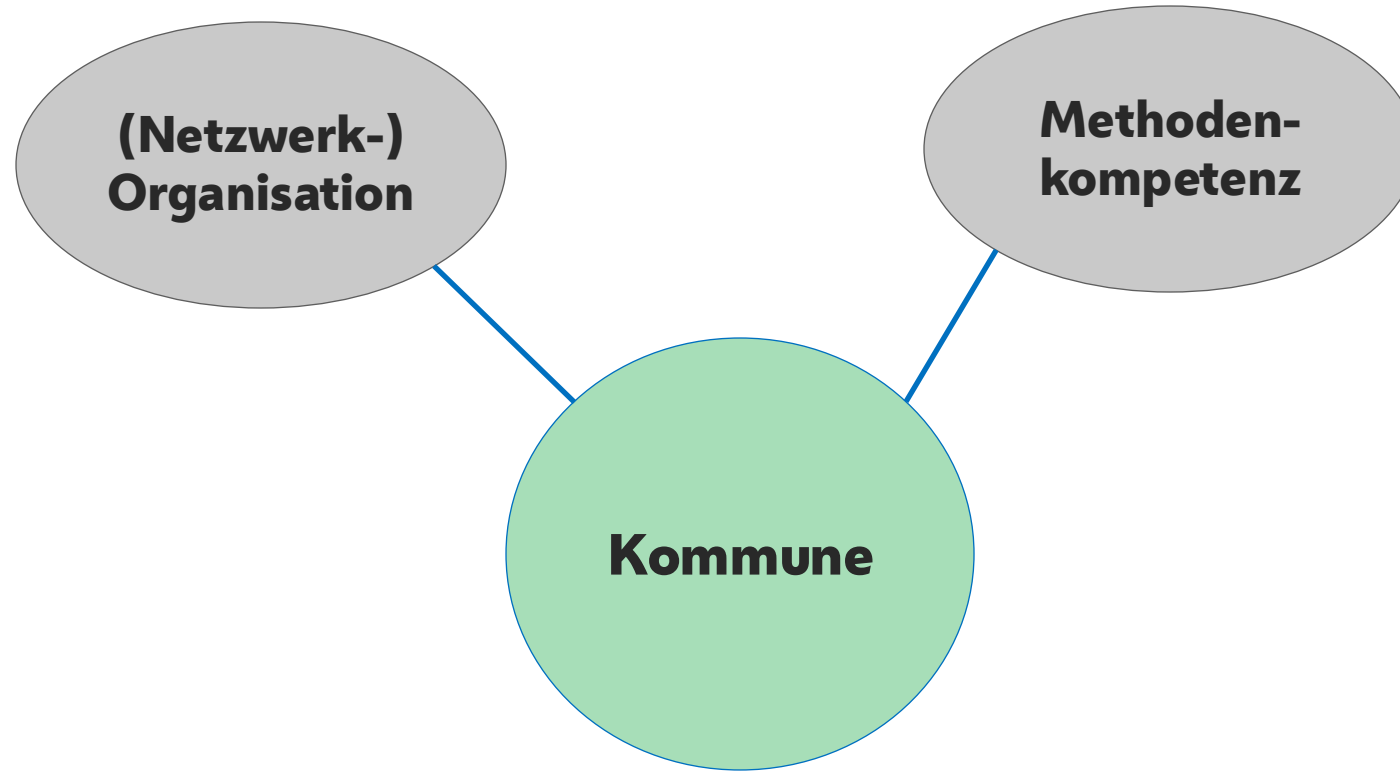 (Netzwerk-)
Organisation
Methoden-
kompetenz
Kommune